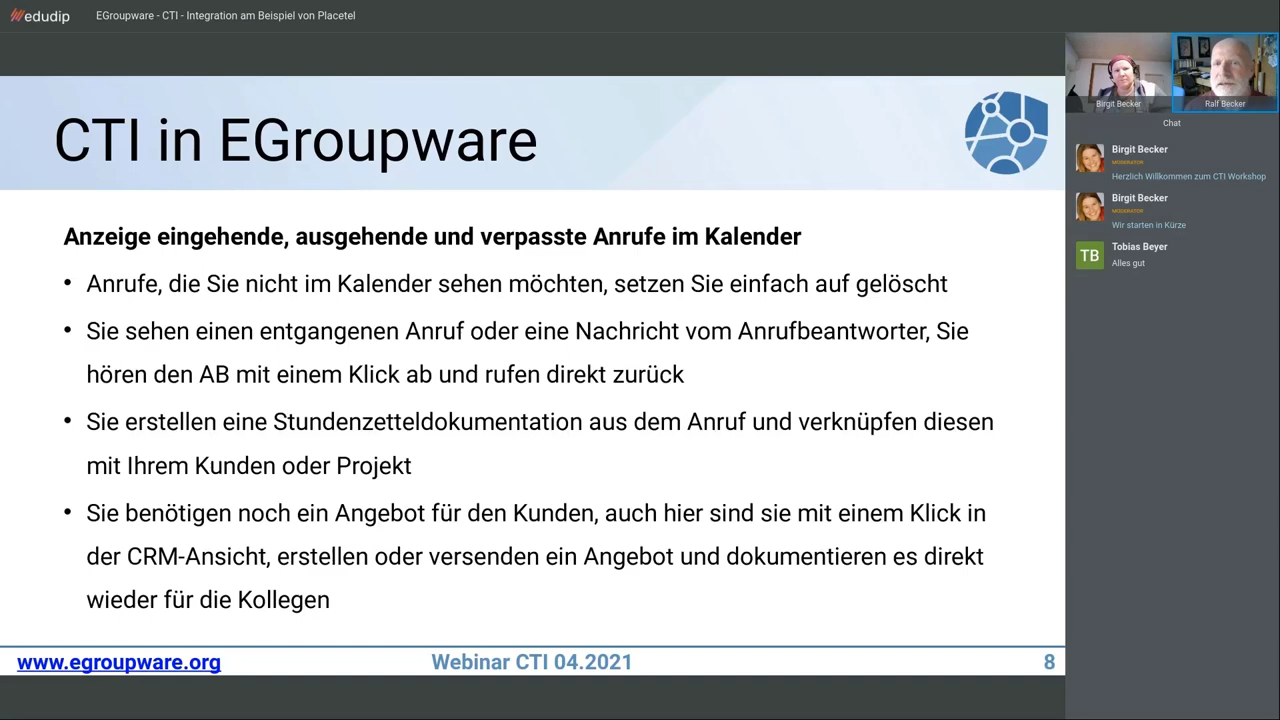 edudip
EGroupware - CTI - Integration am Beispiel von Placetel
CTI in EGroupware
Anzeige eingehende, ausgehende und verpasste Anrufe im Kalender
• Anrufe, die Sie nicht im Kalender sehen möchten, setzen Sie einfach auf gelöscht
• Sie sehen einen entgangenen Anruf oder eine Nachricht vom Anrufbeantworter, Sie
hören den AB mit einem Klick ab und rufen direkt zurück
• Sie erstellen eine Stundenzetteldokumentation aus dem Anruf und verknüpfen diesen
mit Ihrem Kunden oder Projekt
• Sie benötigen noch ein Angebot für den Kunden, auch hier sind sie mit einem Klick in
der CRM-Ansicht, erstellen oder versenden ein Angebot und dokumentieren es direkt
wieder für die Kollegen
www.egroupware.org
Webinar CTI 04.2021
8
Birgit Becker
Ralf Becker
Chat
Birgit Becker
MODERATOR
Herzlich Willkommen zum CTI Workshop
Birgit Becker
MODERATOR
Wir starten in Kürze
TB
Tobias Beyer
Alles gut